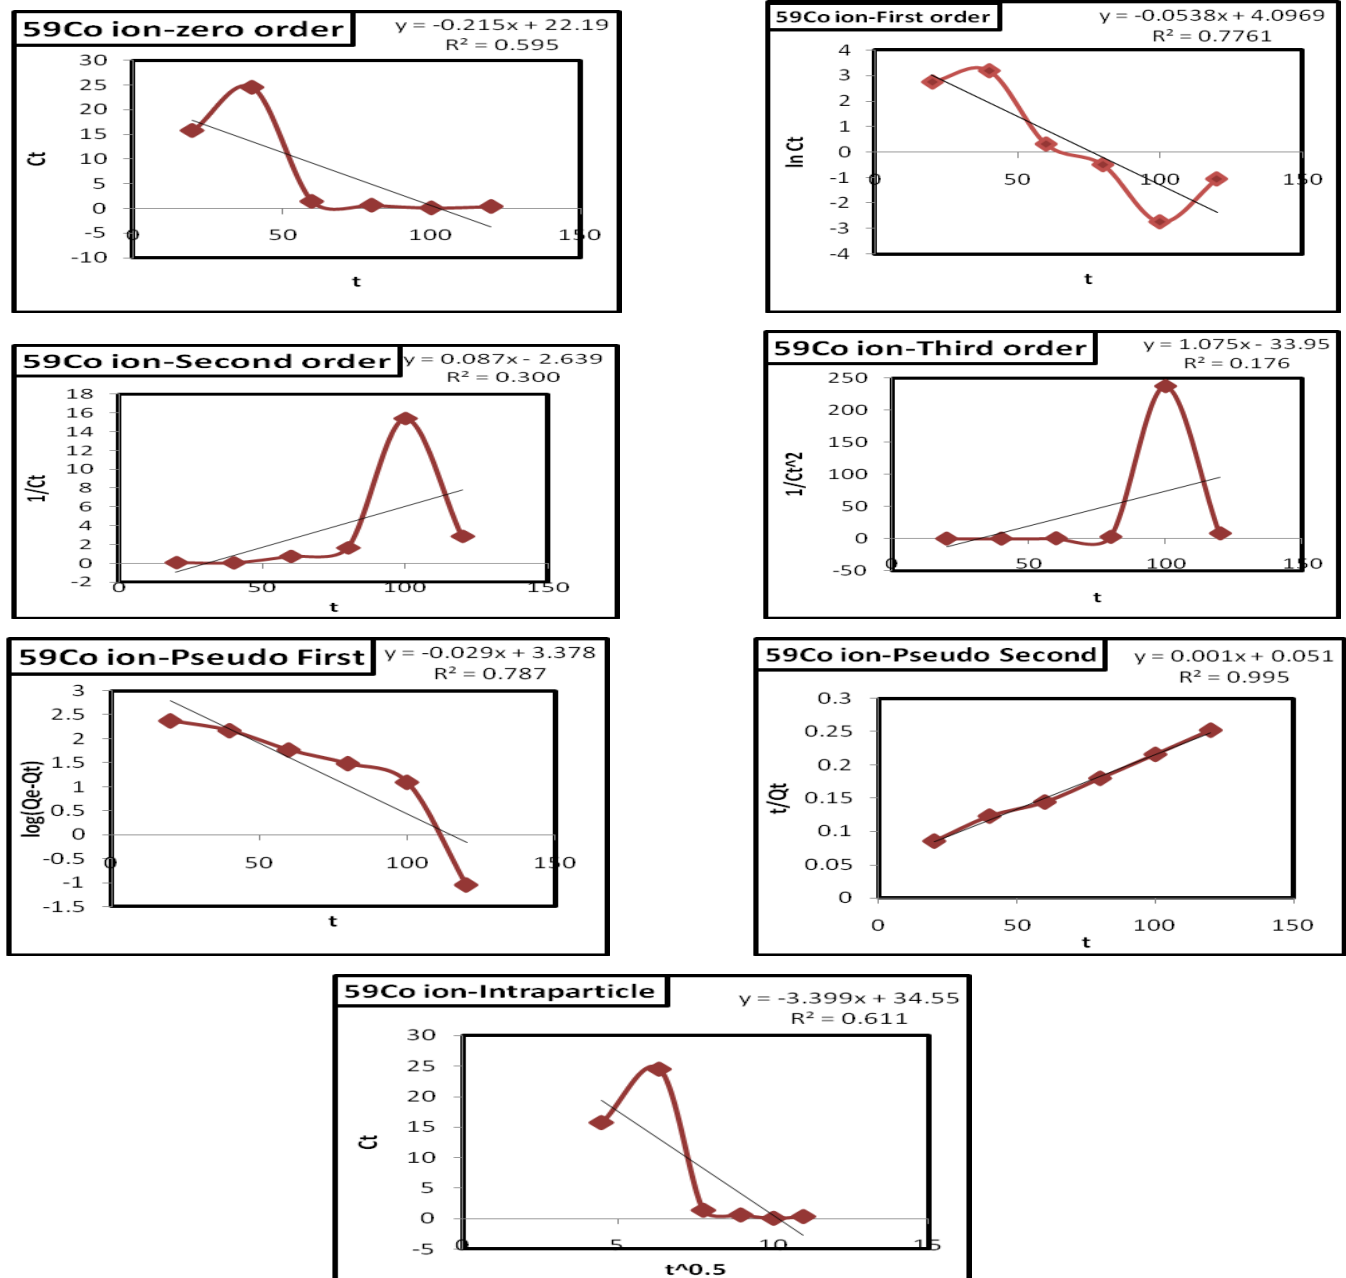 59Co ion-zero order
y = -0.215x + 22.19
R² = 0.595
30
25
20
15
10
5
0
-5
-10
0 50 100 150
Ct
t
59Co ion-First order
y = -0.0538x + 4.0969
R² = 0.7761
4
3
2
1
0
-1
-2
-3
-4
0 50 100 150
ln Ct
t
59Co ion-Second order
y = 0.087x - 2.639
R² = 0.300
18
16
14
12
10
8
6
4
2
0
-2
0 50 100 150
1/Ct
t
59Co ion-Third order
y = 1.075x - 33.95
R² = 0.176
250
200
150
100
50
0
-50
0 50 100 150
1/Ct^2
t
59Co ion-Pseudo First
y = -0.029x + 3.378
R² = 0.787
3
2.5
2
1.5
1
0.5
0
-0.5
-1
-1.5
0 50 100 150
log(Qe-Qt)
t
59Co ion-Pseudo Second
y = 0.001x + 0.051
R² = 0.995
0.3
0.25
0.2
0.15
0.1
0.05
0
0 50 100 150
t/Qt
t
59Co ion-Intraparticle
y = -3.399x + 34.55
R² = 0.611
30
25
20
15
10
5
0
-5
0 5 10 15
Ct
t^0.5